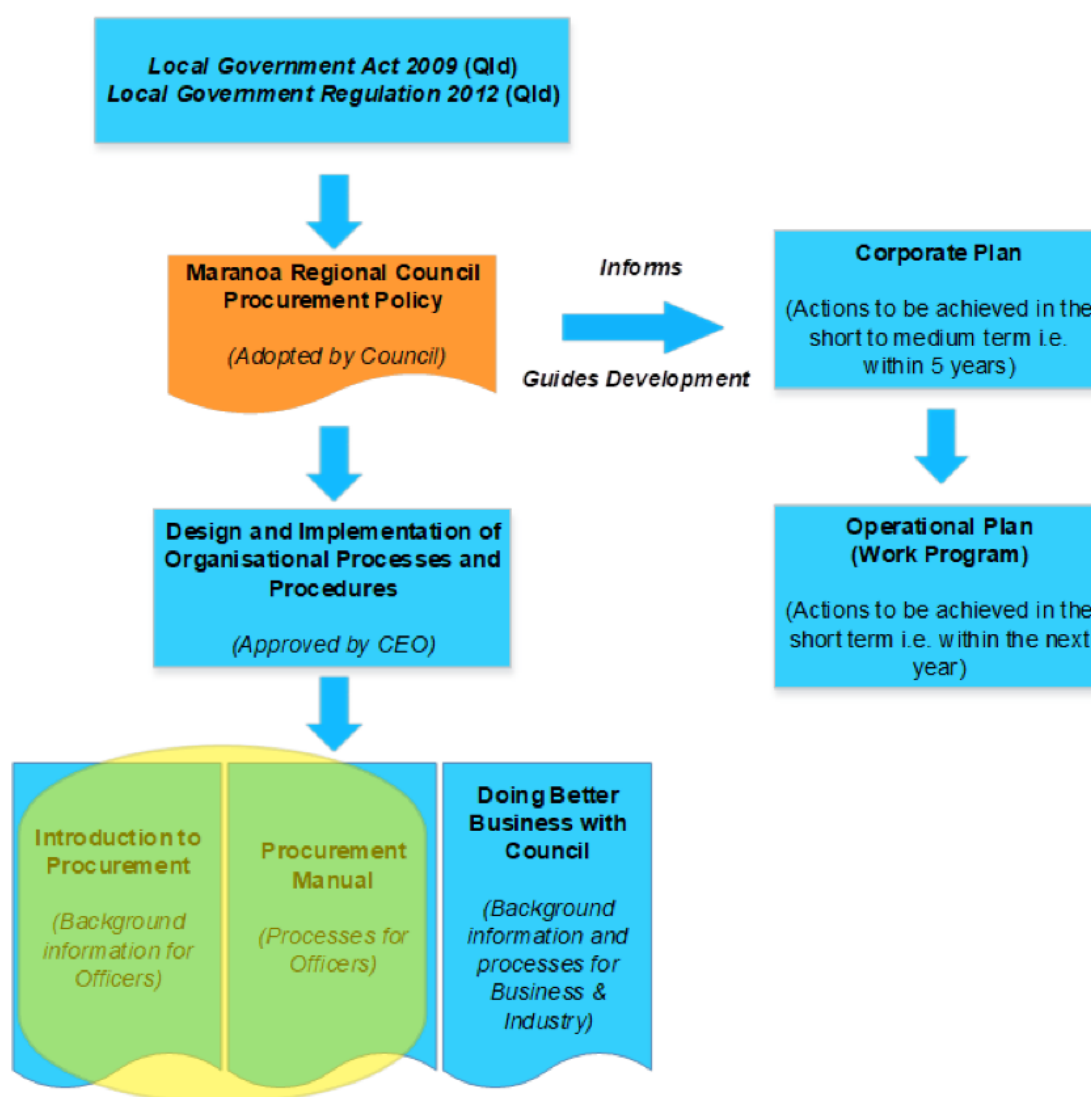 Local Government Act 2009 (Qld)
Local Government Regulation 2012 (Qld)
Maranoa Regional Council
Procurement Policy
(Adopted by Council)
Informs
Guides Development
Corporate Plan
(Actions to be achieved in the
short to medium term i.e.
within 5 years)
Design and Implementation of
Organisational Processes and
Procedures
(Approved by CEO)
Operational Plan
(Work Program)
(Actions to be achieved in the
short term i.e. within the next
year)
Introduction to
Procurement
(Background
information for
Officers)
Procurement
Manual
(Processes for
Officers)
Doing Better
Business with
Council
(Background
information and
processes for
Business &
Industry)